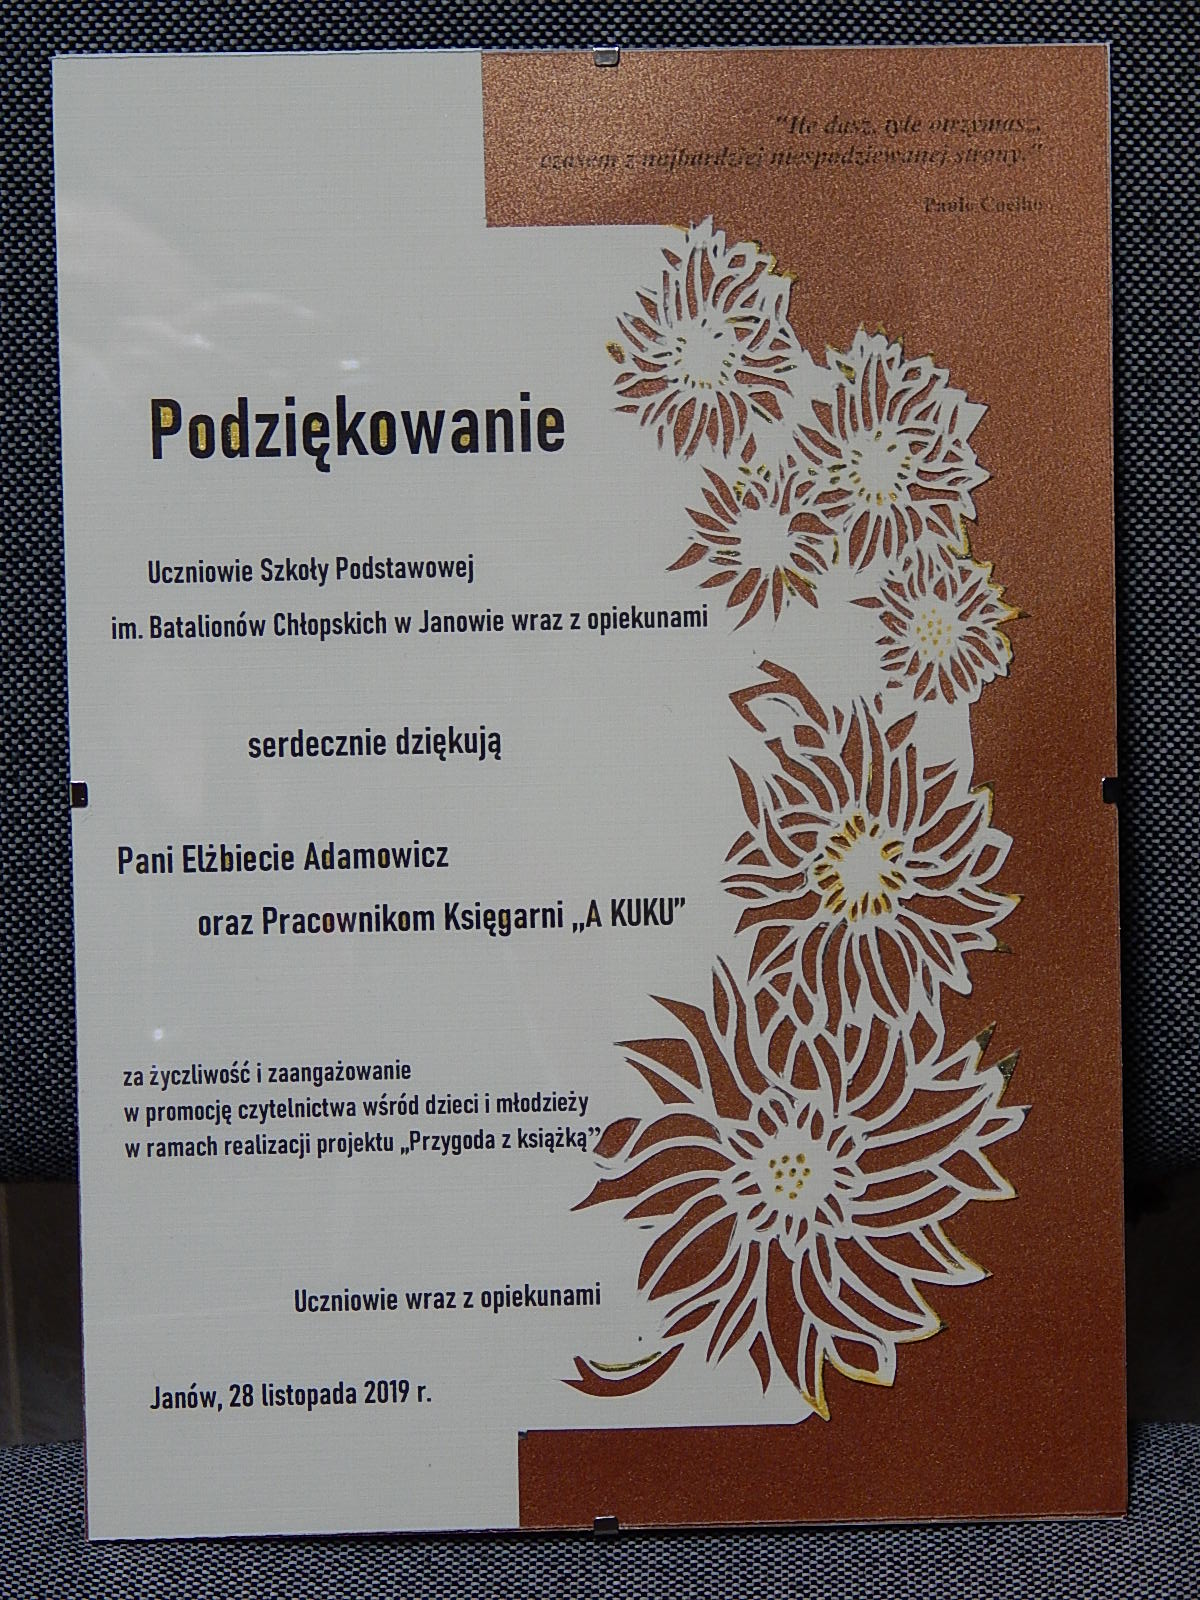 "Ile dasz, tyle otrzymasz,
czasem z najbardziej niespodziewanej strony."
Paulo Coelho
Podziękowanie
Uczniowie Szkoły Podstawowej
im. Batalionów Chłopskich w Janowie wraz z opiekunami
serdecznie dziękują
Pani Elżbiecie Adamowicz
oraz Pracownikom Księgarni „A KUKU”
za życzliwość i zaangażowanie
w promocję czytelnictwa wśród dzieci i młodzieży
w ramach realizacji projektu „Przygoda z książką”
Uczniowie wraz z opiekunami
Janów, 28 listopada 2019 r.